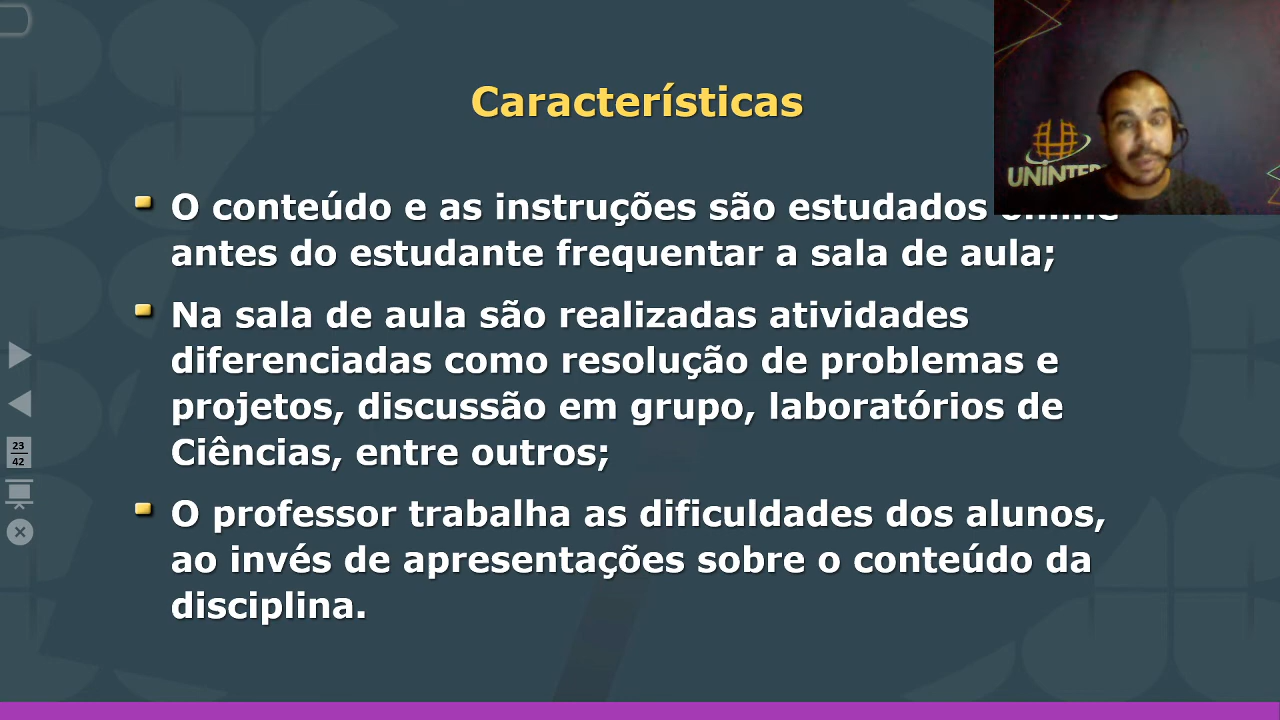 Características
O conteúdo e as instruções são estudados online
antes do estudante frequentar a sala de aula;
Na sala de aula são realizadas atividades
diferenciadas como resolução de problemas e
projetos, discussão em grupo, laboratórios de
Ciências, entre outros;
O professor trabalha as dificuldades dos alunos,
ao invés de apresentações sobre o conteúdo da
disciplina.
23
42